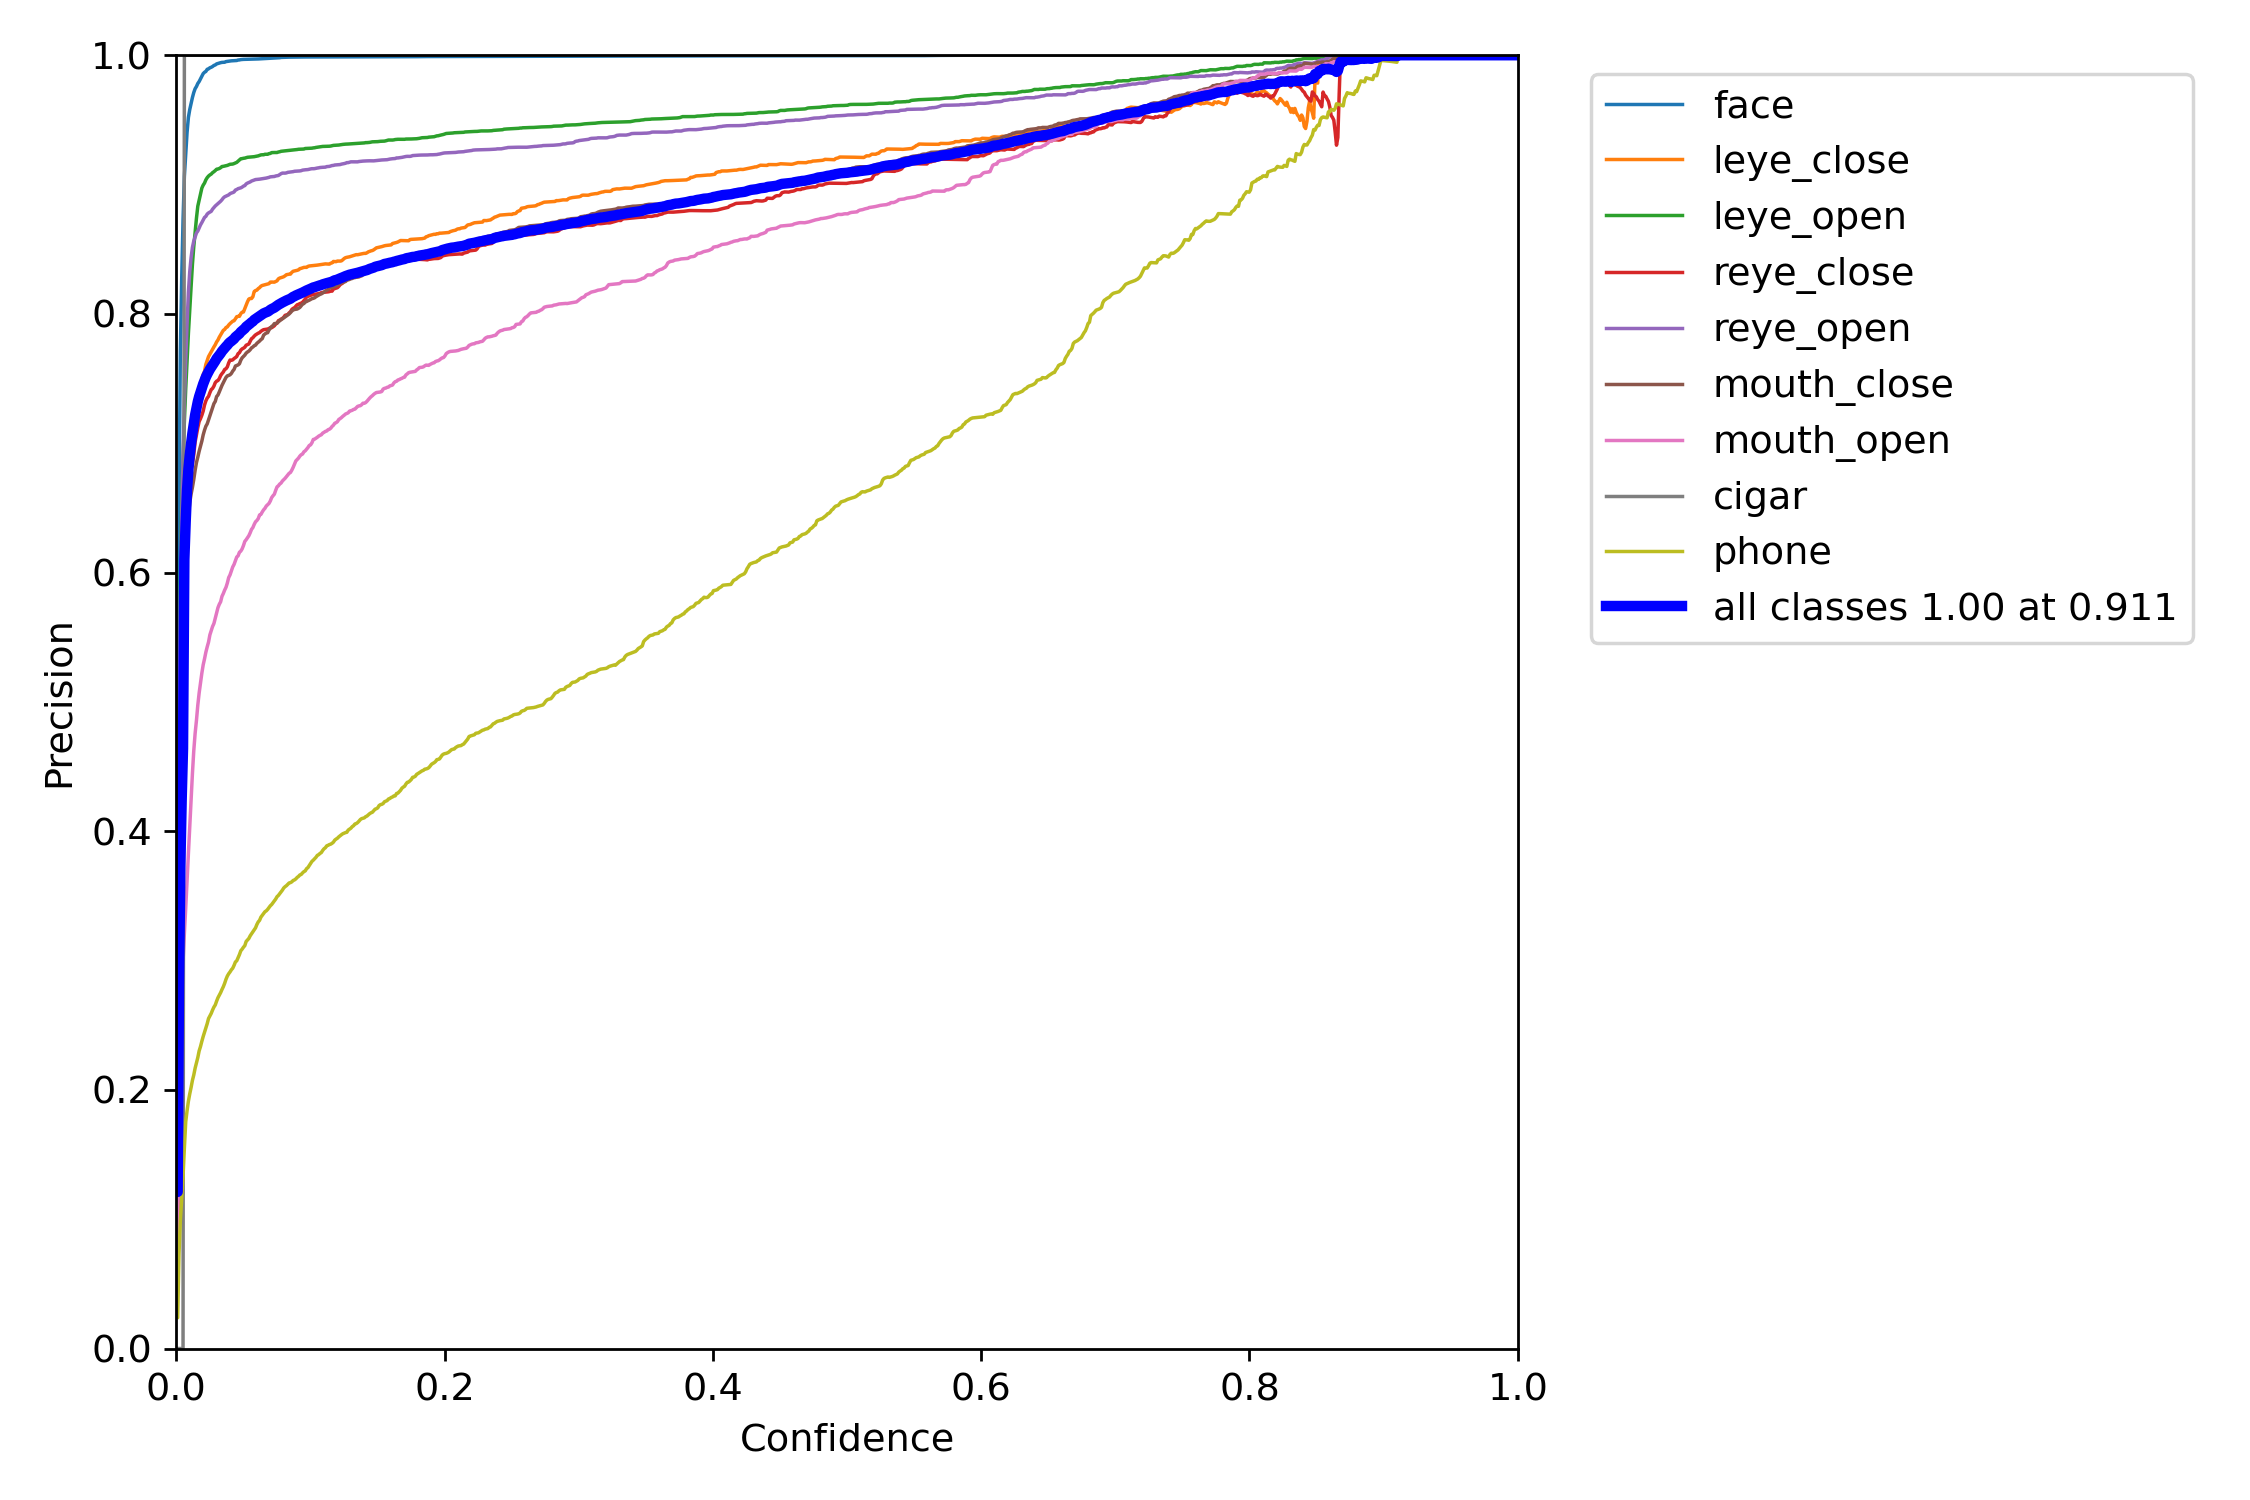 1.0
0.8
0.6
0.4
0.2
0.0
0.0 0.2 0.4 0.6 0.8 1.0
Precision
Confidence
face
leye_close
leye_open
reye_close
reye_open
mouth_close
mouth_open
cigar
phone
all classes 1.00 at 0.911